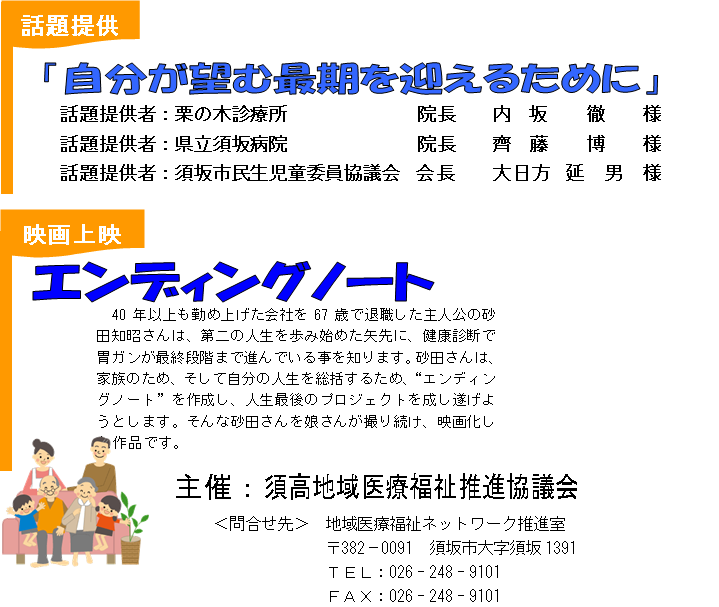 話題提供
「自分が望む最期を迎えるために」
話題提供者：栗の木診療所　院長　内　坂　徹　様
話題提供者：県立須坂病院　院長　齊　藤　博　様
話題提供者：須坂市民生児童委員協議会　会長　大日方　延　男　様
映画上映
エンディングノート
40 年以上も勤め上げた会社を 67 歳で退職した主人公の砂
田知昭さんは、第二の人生を歩み始めた矢先に、健康診断で
胃ガンが最終段階まで進んでいる事を知ります。砂田さんは、
家族のため、そして自分の人生を総括するため、“エンディン
グノート”を作成し、人生最後のプロジェクトを成し遂げよ
うとします。そんな砂田さんを娘さんが撮り続け、映画化し
作品です。
主催：須高地域医療福祉推進協議会
＜問合せ先＞　地域医療福祉ネットワーク推進室
〒382－0091　須坂市大字須坂 1391
ＴＥＬ：026－248－9101
ＦＡＸ：026－248－9101